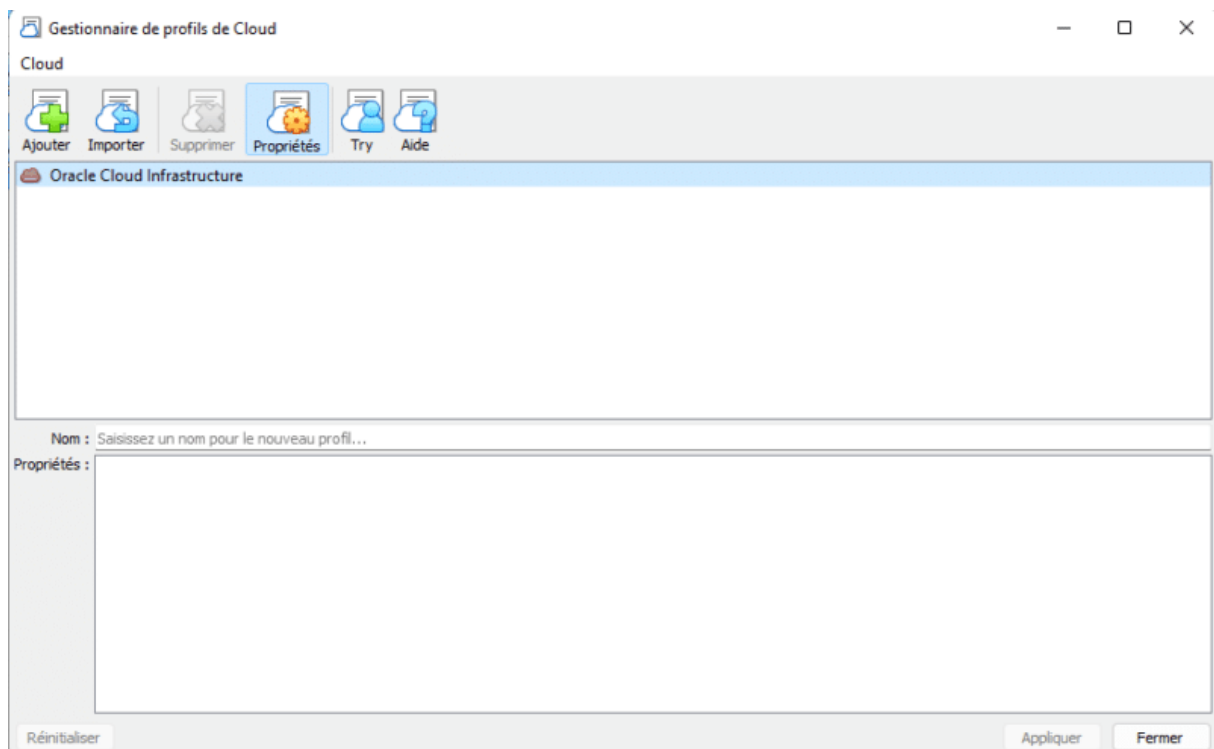 Gestionnaire de profils de Cloud
Cloud
Ajouter Importer Supprimer Propriétés Try Aide
Oracle Cloud Infrastructure
Nom : Saisissez un nom pour le nouveau profil...
Propriétés :
Réinitialiser Appliquer Fermer